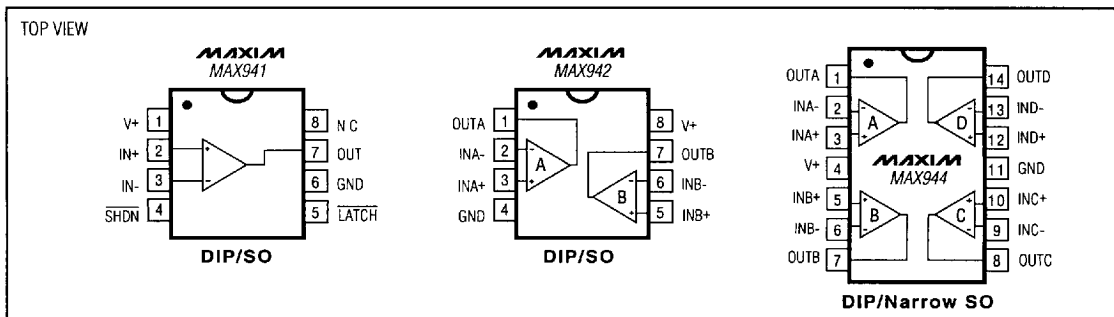 TOP VIEW
MAXIM
MAX941
V+ 1
IN+ 2
IN- 3
SHDN 4
8 N C
7 OUT
6 GND
5 LATCH
DIP/SO
MAXIM
MAX942
OUTA 1
INA- 2
INA+ 3
GND 4
A
B
8 V+
7 OUTB
6 INB-
5 INB+
DIP/SO
OUTA 1
INA- 2
INA+ 3
V+ 4
INB+ 5
INB- 6
OUTB 7
A
D
MAXIM
MAX944
B
C
14 OUTD
13 IND-
12 IND+
11 GND
10 INC+
9 INC-
8 OUTC
DIP/Narrow SO